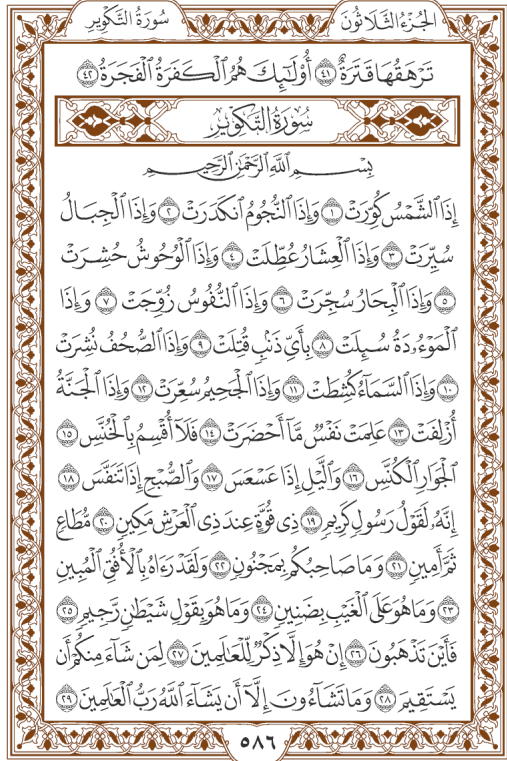 الجُزْءُ الثَّلَاثُونَ
سُورَةُ التَّكْوِيرِ
تَرْهَقُهَا قَتَرَةٌ ٤١ أُوْلَٰٓئِكَ هُمُ ٱلْكَفَرَةُ ٱلْفَجَرَةُ ٤٢
سُورَةُ التَّكْوِيرِ
بِسْمِ ٱللَّهِ ٱلرَّحْمَٰنِ ٱلرَّحِيمِ
إِذَا ٱلشَّمْسُ كُوِّرَتْ ١ وَإِذَا ٱلنُّجُومُ ٱنكَدَرَتْ ٢ وَإِذَا ٱلْجِبَالُ
سُيِّرَتْ ٣ وَإِذَا ٱلْعِشَارُ عُطِّلَتْ ٤ وَإِذَا ٱلْوُحُوشُ حُشِرَتْ
٥ وَإِذَا ٱلْبِحَارُ سُجِّرَتْ ٦ وَإِذَا ٱلنُّفُوسُ زُوِّجَتْ ٧ وَإِذَا
ٱلْمَوْءُۥدَةُ سُئِلَتْ ٨ بِأَيِّ ذَنۢبٍ قُتِلَتْ ٩ وَإِذَا ٱلصُّحُفُ نُشِرَتْ
١٠ وَإِذَا ٱلسَّمَآءُ كُشِطَتْ ١١ وَإِذَا ٱلْجَحِيمُ سُعِّرَتْ ١٢ وَإِذَا ٱلْجَنَّةُ
أُزْلِفَتْ ١٣ عَلِمَتْ نَفْسٌ مَّآ أَحْضَرَتْ ١٤ فَلَآ أُقْسِمُ بِٱلْخُنَّسِ ١٥
ٱلْجَوَارِ ٱلْكُنَّسِ ١٦ وَٱلَّيْلِ إِذَا عَسْعَسَ ١٧ وَٱلصُّبْحِ إِذَا تَنَفَّسَ ١٨
إِنَّهُۥ لَقَوْلُ رَسُولٍ كَرِيمٍ ١٩ ذِي قُوَّةٍ عِندَ ذِي ٱلْعَرْشِ مَكِينٍ ٢٠ مُّطَاعٍ
ثَمَّ أَمِينٍ ٢١ وَمَا صَاحِبُكُم بِمَجْنُونٍ ٢٢ وَلَقَدْ رَءَاهُ بِٱلْأُفُقِ ٱلْمُبِينِ
٢٣ وَمَا هُوَ عَلَى ٱلْغَيْبِ بِضَنِينٍ ٢٤ وَمَا هُوَ بِقَوْلِ شَيْطَٰنٍ رَّجِيمٍ ٢٥
فَأَيْنَ تَذْهَبُونَ ٢٦ إِنْ هُوَ إِلَّا ذِكْرٌ لِّلْعَٰلَمِينَ ٢٧ لِمَن شَآءَ مِنكُمْ أَن
يَسْتَقِيمَ ٢٨ وَمَا تَشَآءُونَ إِلَّآ أَن يَشَآءَ ٱللَّهُ رَبُّ ٱلْعَٰلَمِينَ ٢٩
٥٨٦